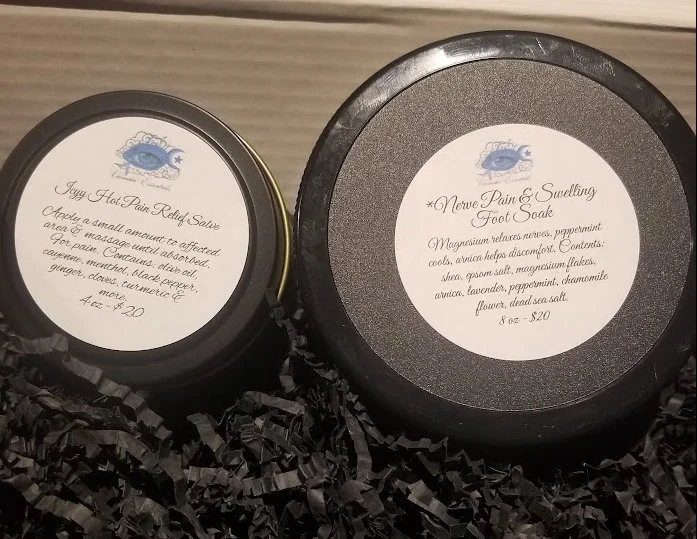 Icyy Hot Pain Relief Salve
Apply a small amount to affected
area & massage until absorbed.
For pain. Contains: olive oil,
cayenne, menthol, black pepper,
ginger, cloves, turmeric &
more.
4 oz - $20
*Nerve Pain & Swelling
Foot Soak
Magnesium relaxes nerves, peppermint
cools, arnica helps discomfort. Contents:
shea, epsom salt, magnesium flakes,
arnica, lavender, peppermint, chamomile
flower, dead sea salt.
8 oz - $20